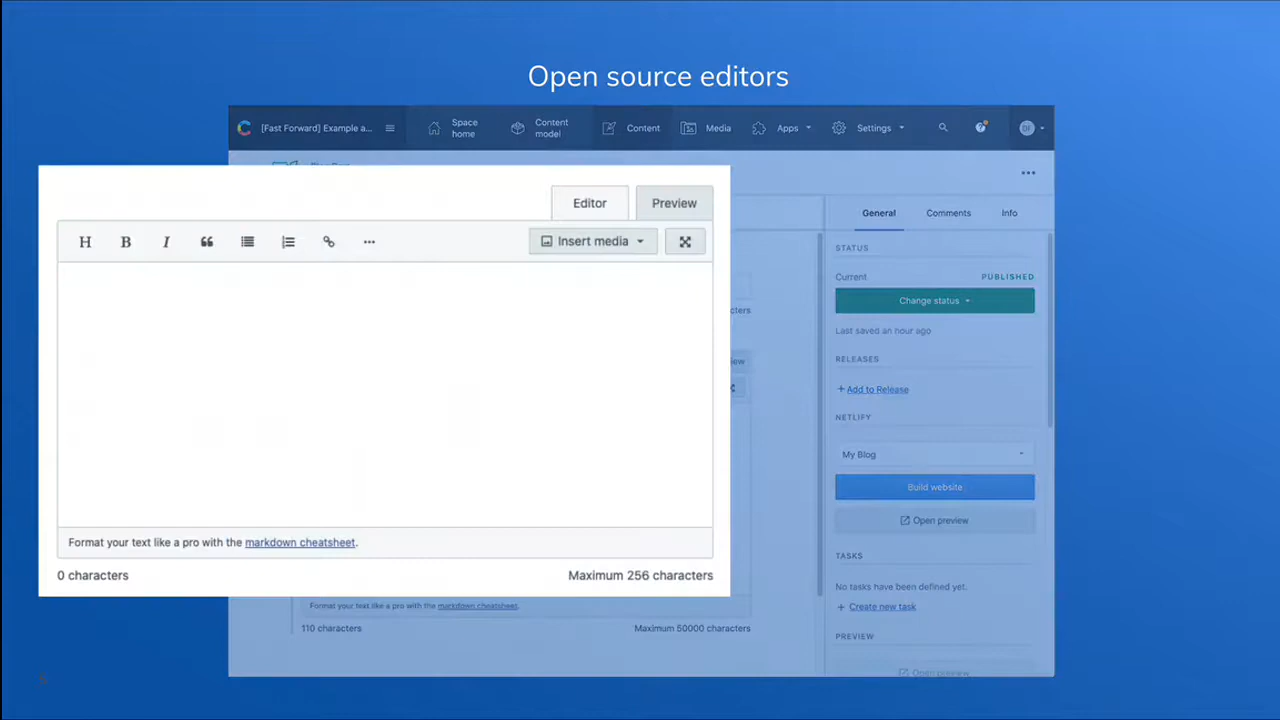 Open source editors
[Fast Forward] Example a...
Space home
Content model
Content
Media
Apps
Settings
DF
Editor
Preview
H
B
I
Insert media
Format your text like a pro with the markdown cheatsheet.
0 characters
Maximum 256 characters
Format your text like a pro with the markdown cheatsheet.
110 characters
Maximum 50000 characters
General
Comments
Info
STATUS
Current
PUBLISHED
Change status
Last saved an hour ago
RELEASES
+ Add to Release
NETLIFY
My Blog
Build website
Open preview
TASKS
No tasks have been defined yet.
+ Create new task
PREVIEW
Open preview